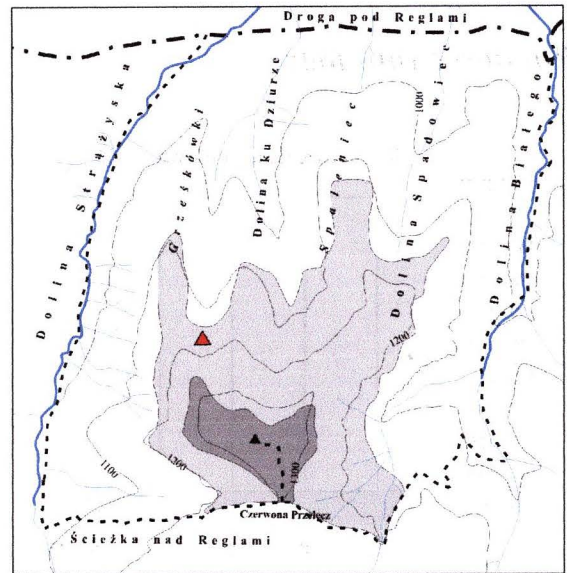 Droga pod Reglami
Dolina Strążyska
Grześkówki
Dolina ku Dziurze
Spaleniec
1000
Dolina Spadowiec
Dolina Białego
1200
1100
1200
1300
Czerwona Przełęcz
Ścieżka nad Reglami